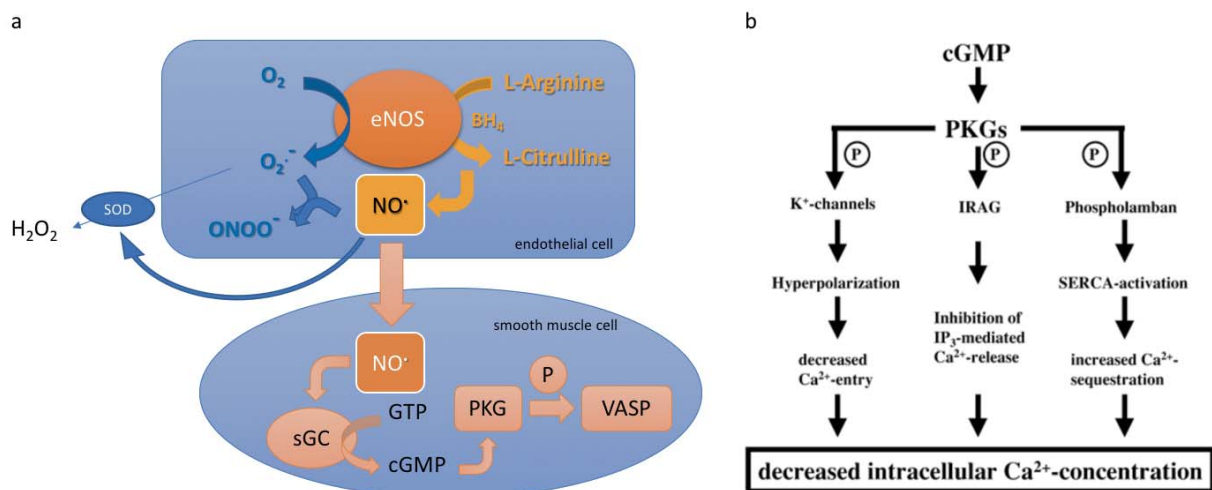 a
O₂
eNOS
L-Arginine
BH₄
L-Citrulline
O₂·⁻
NO·
SOD
H₂O₂
ONOO⁻
endothelial cell
smooth muscle cell
NO·
GTP
sGC
cGMP
PKG
P
VASP
b
cGMP
PKGs
P
P
P
K⁺-channels
IRAG
Phospholamban
Hyperpolarization
SERCA-activation
Inhibition of
IP₃-mediated
Ca²⁺-release
decreased
Ca²⁺-entry
increased Ca²⁺-
sequestration
decreased intracellular Ca²⁺-concentration